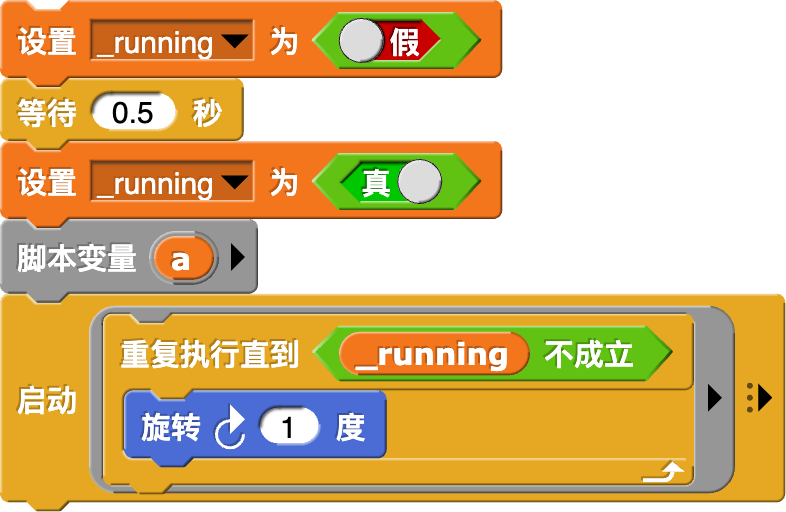 设置 _running 为 假
等待 0.5 秒
设置 _running 为 真
脚本变量 a
启动
重复执行直到 _running 不成立
旋转 1 度